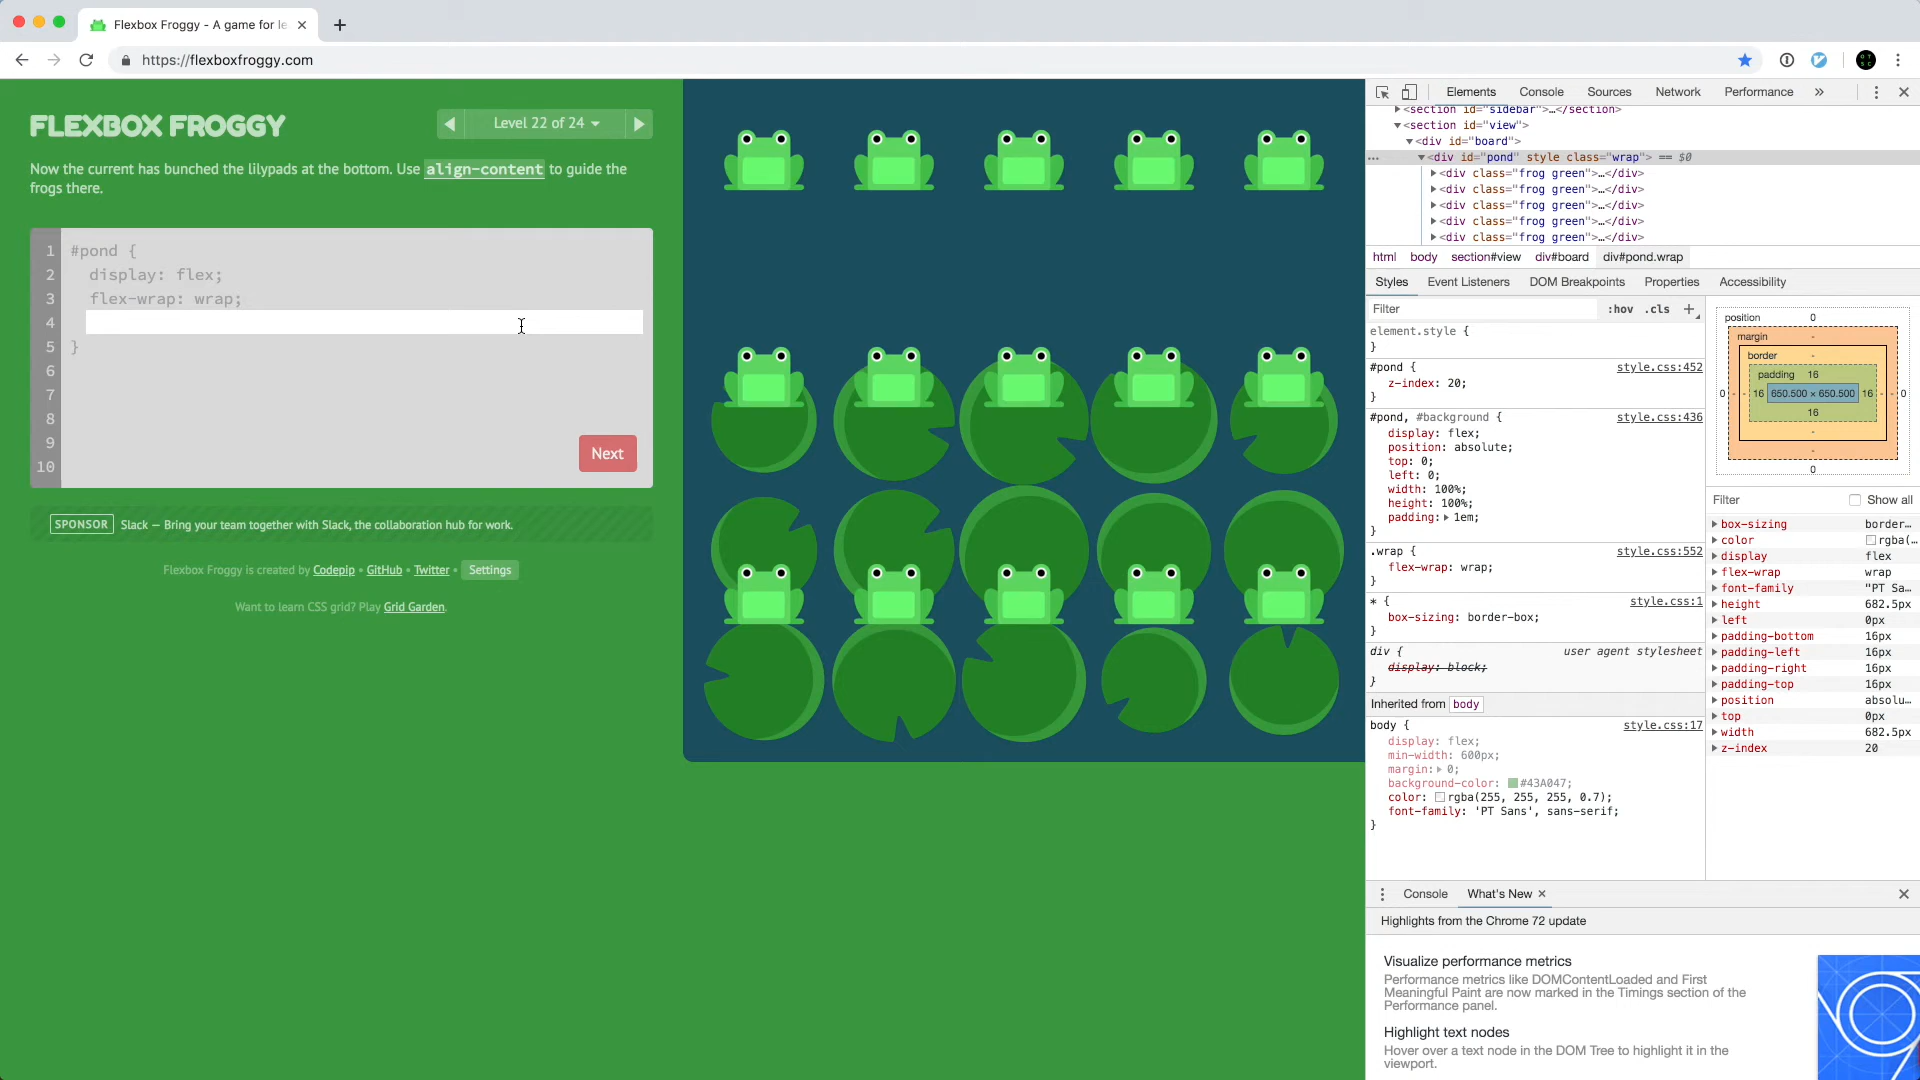 Flexbox Froggy - A game for le
https://flexboxfroggy.com
FLEXBOX FROGGY
Level 22 of 24
Now the current has bunched the lilypads at the bottom. Use align-content to guide the
frogs there.
1 #pond {
2 display: flex;
3 flex-wrap: wrap;
4
5 }
6
7
8
9
10
Next
SPONSOR Slack — Bring your team together with Slack, the collaboration hub for work.
Flexbox Froggy is created by Codepip • GitHub • Twitter • Settings
Want to learn CSS grid? Play Grid Garden.
Elements Console Sources Network Performance »
▶<section id="sidebar">…</section>
▼<section id="view">
▼<div id="board">
… ▼<div id="pond" style class="wrap"> == $0
▶<div class="frog green">…</div>
▶<div class="frog green">…</div>
▶<div class="frog green">…</div>
▶<div class="frog green">…</div>
▶<div class="frog green">…</div>
html body section#view div#board div#pond.wrap
Styles Event Listeners DOM Breakpoints Properties Accessibility
Filter :hov .cls +
element.style {
}
#pond { style.css:452
z-index: 20;
}
#pond, #background { style.css:436
display: flex;
position: absolute;
top: 0;
left: 0;
width: 100%;
height: 100%;
padding: ▶ 1em;
}
.wrap { style.css:552
flex-wrap: wrap;
}
* { style.css:1
box-sizing: border-box;
}
div { user agent stylesheet
display: block;
}
Inherited from body
body { style.css:17
display: flex;
min-width: 600px;
margin: ▶ 0;
background-color: #43A047;
color: rgba(255, 255, 255, 0.7);
font-family: 'PT Sans', sans-serif;
}
position 0
margin -
border -
padding 16
0 - - 16 650.500 × 650.500 16 - - 0
16
-
-
0
Filter Show all
box-sizing border…
color rgba(…
display flex
flex-wrap wrap
font-family "PT Sa…
height 682.5px
left 0px
padding-bottom 16px
padding-left 16px
padding-right 16px
padding-top 16px
position absolu…
top 0px
width 682.5px
z-index 20
Console What's New ×
Highlights from the Chrome 72 update
Visualize performance metrics
Performance metrics like DOMContentLoaded and First
Meaningful Paint are now marked in the Timings section of the
Performance panel.
Highlight text nodes
Hover over a text node in the DOM Tree to highlight it in the
viewport.